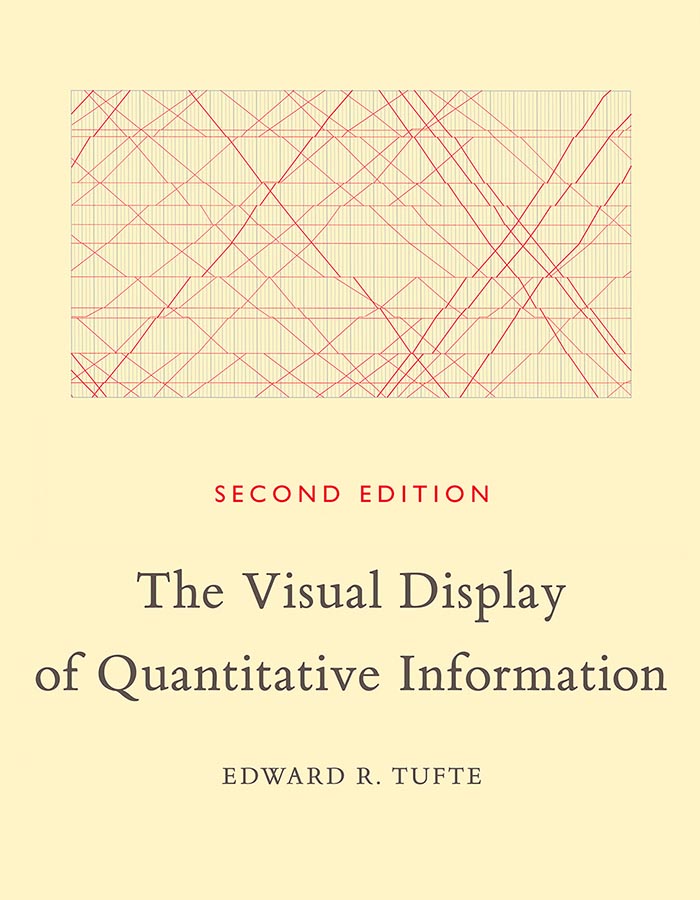 SECOND EDITION
The Visual Display
of Quantitative Information
EDWARD R. TUFTE